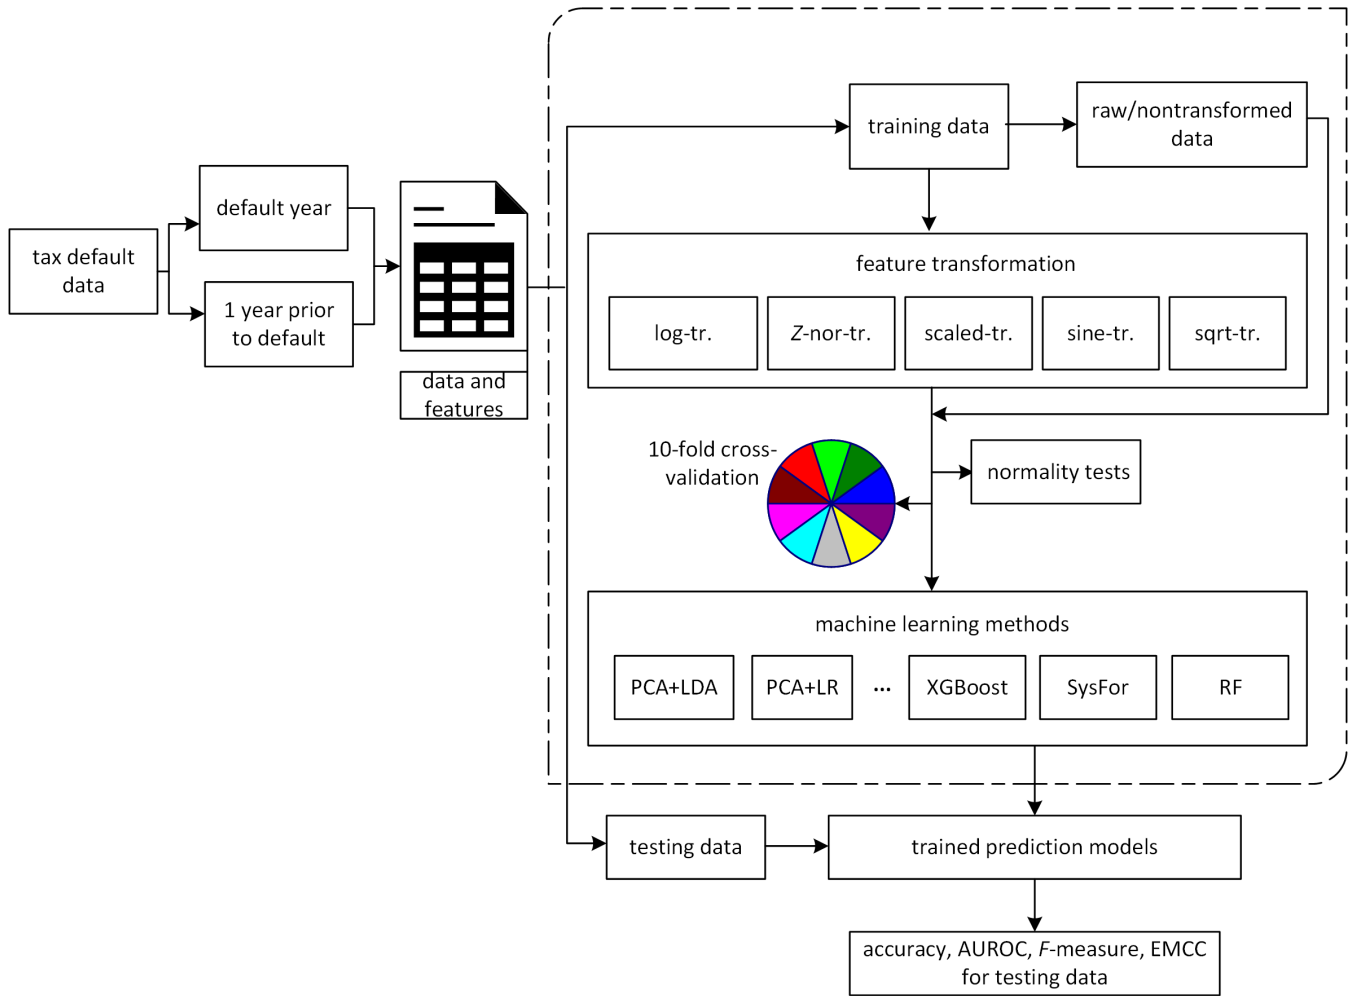 tax default
data
default year
1 year prior
to default
data and
features
training data
raw/nontransformed
data
feature transformation
log-tr.
Z-nor-tr.
scaled-tr.
sine-tr.
sqrt-tr.
10-fold cross-
validation
normality tests
machine learning methods
PCA+LDA
PCA+LR
...
XGBoost
SysFor
RF
testing data
trained prediction models
accuracy, AUROC, F-measure, EMCC
for testing data